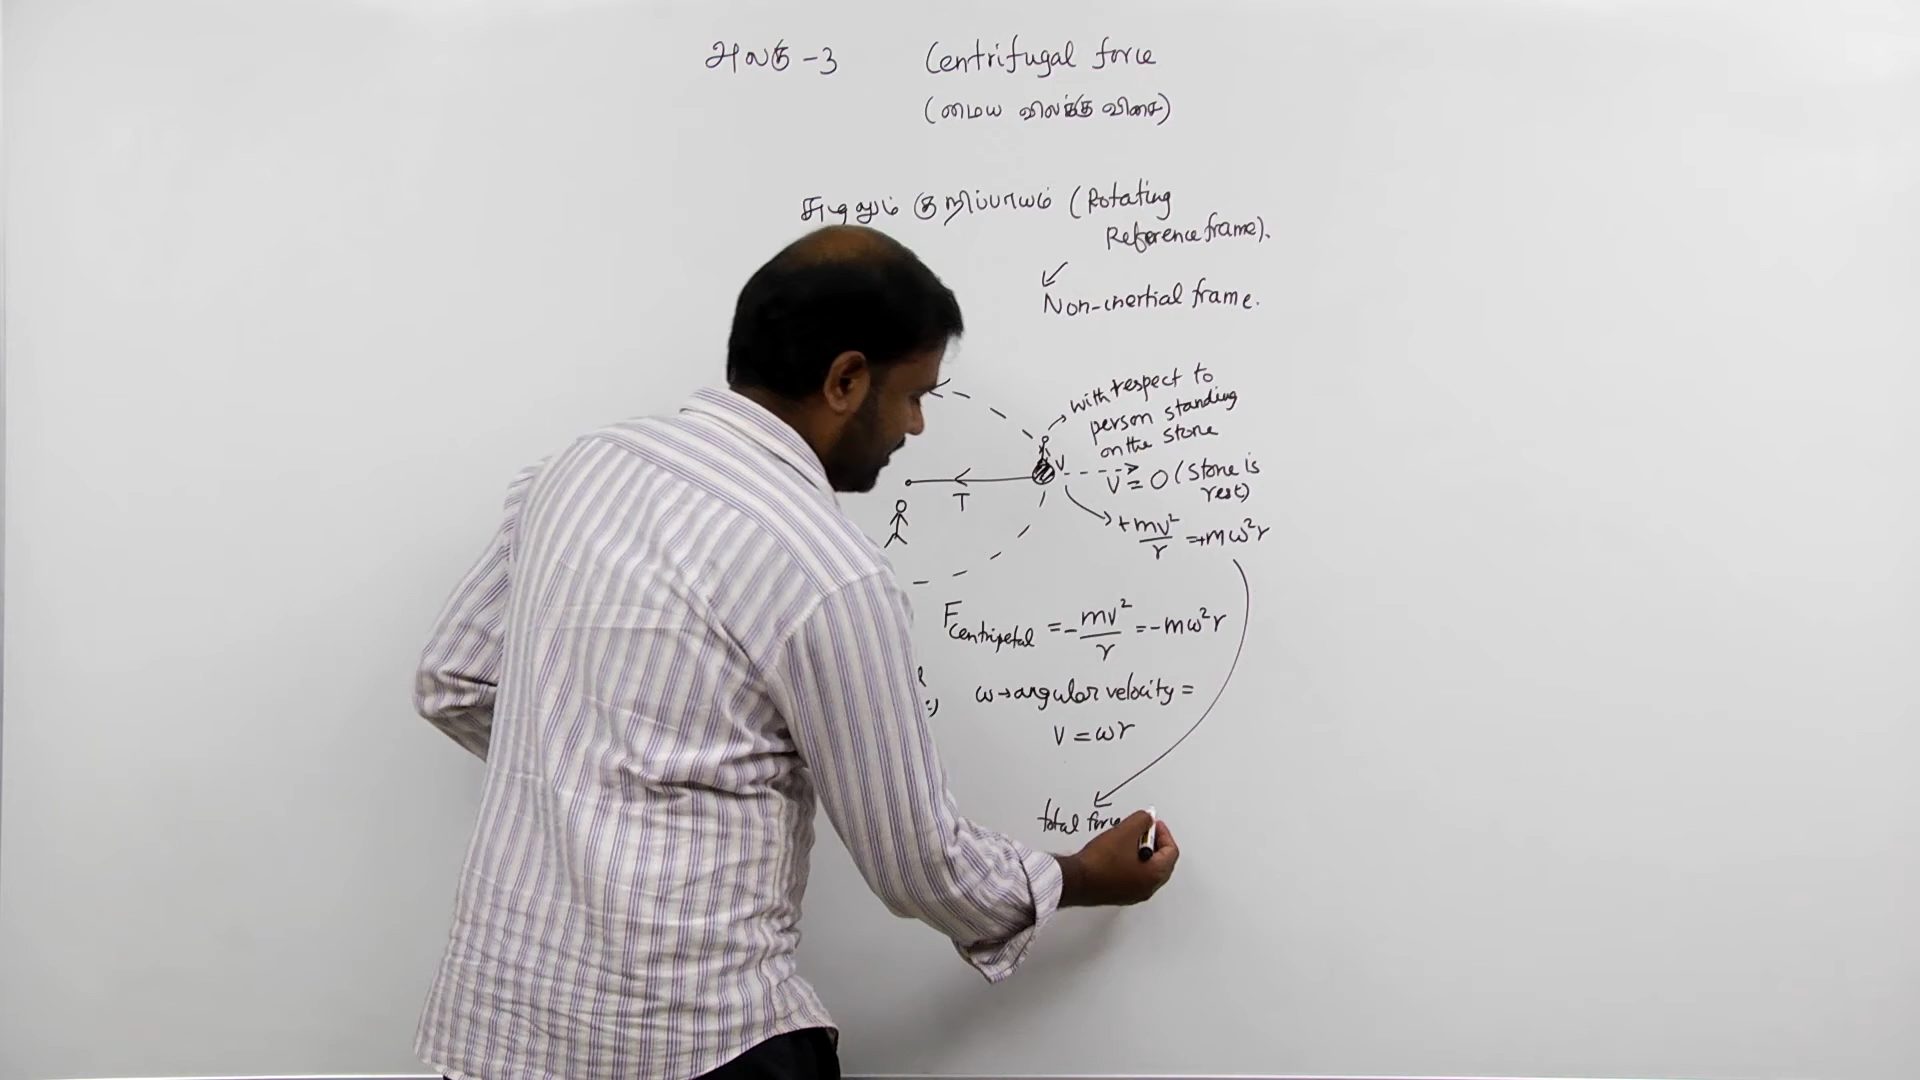 அலகு -3
Centrifugal force
(மைய விலக்கு விசை)
சுழலும் குறிப்பாயம் (Rotating
Reference frame).
Non-inertial frame.
with respect to
person standing
on the stone
V
V = 0 (Stone is
rest)
T
+mv²/r = +mω²r
F centripetal = -mv²/r = -mω²r
ω → angular velocity =
V = ωr
total force